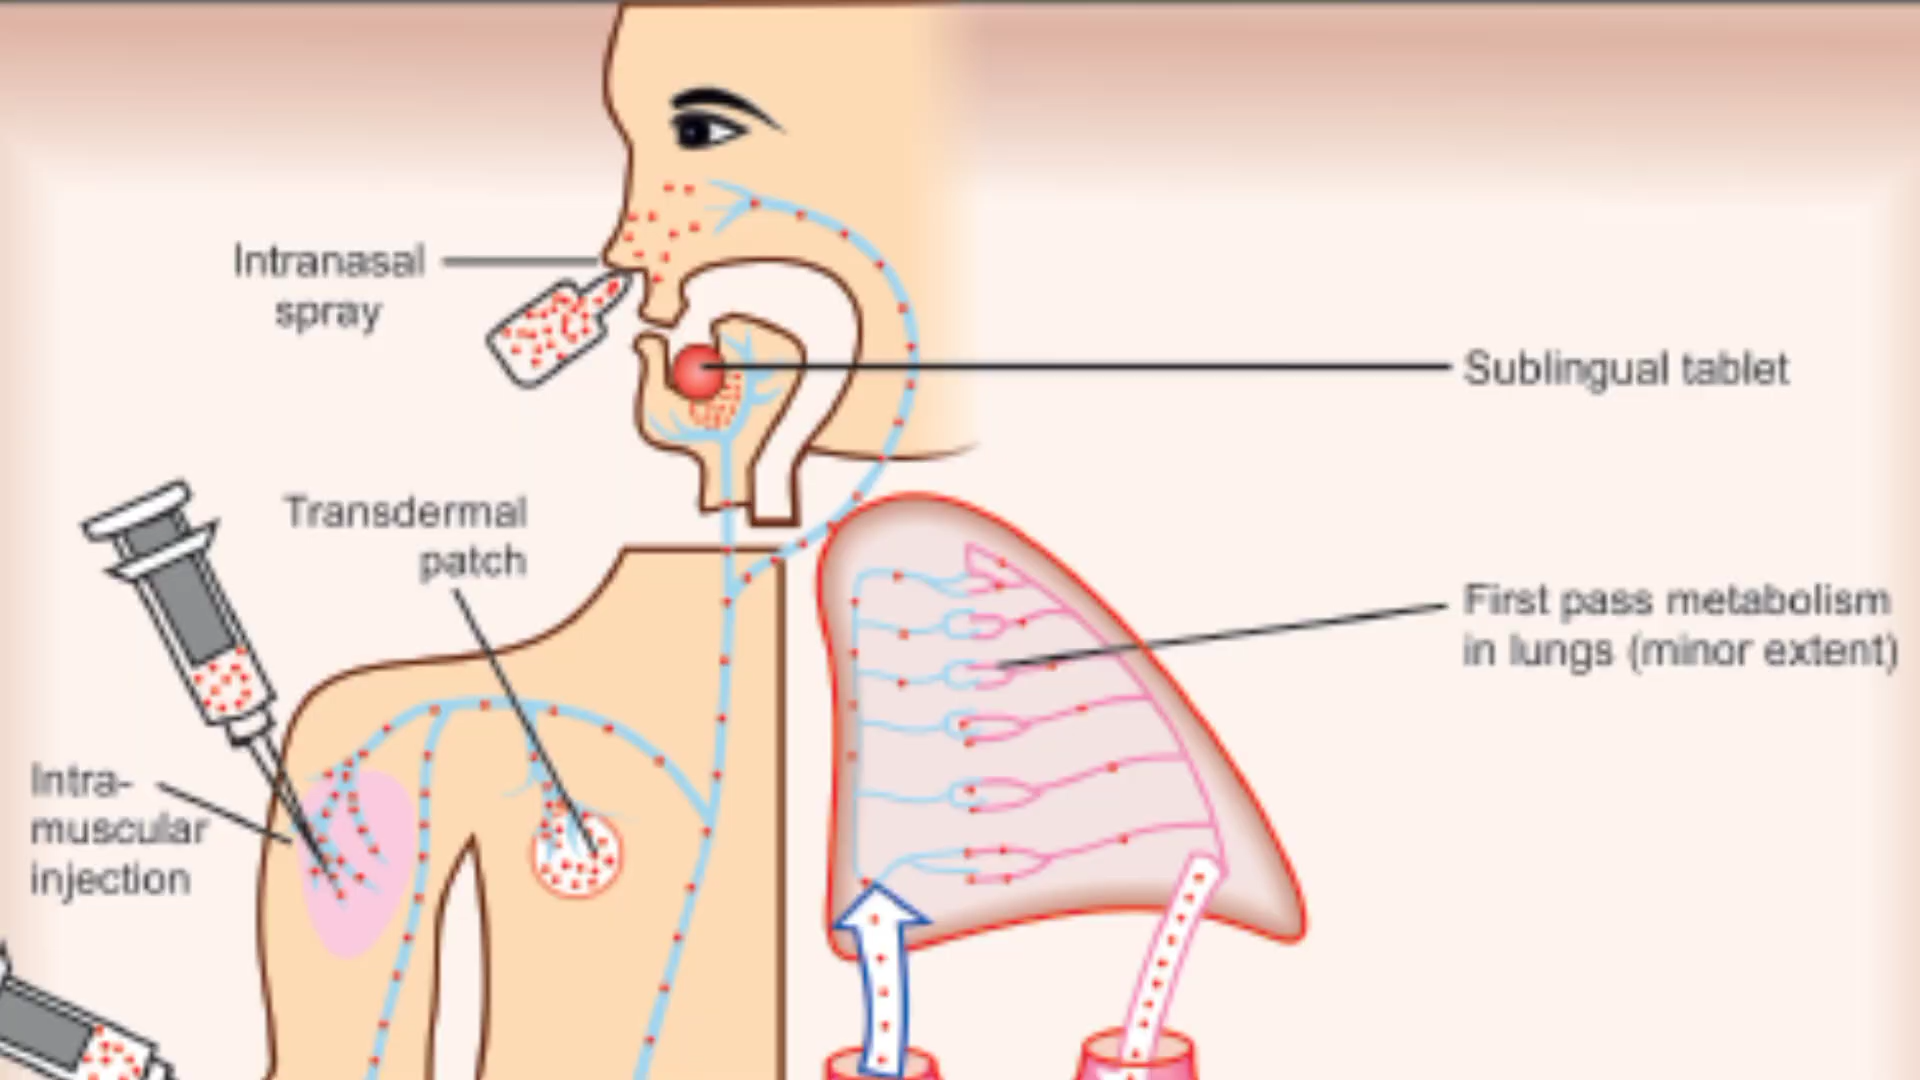 Intranasal
spray
Sublingual tablet
Transdermal
patch
First pass metabolism
in lungs (minor extent)
Intra-
muscular
injection